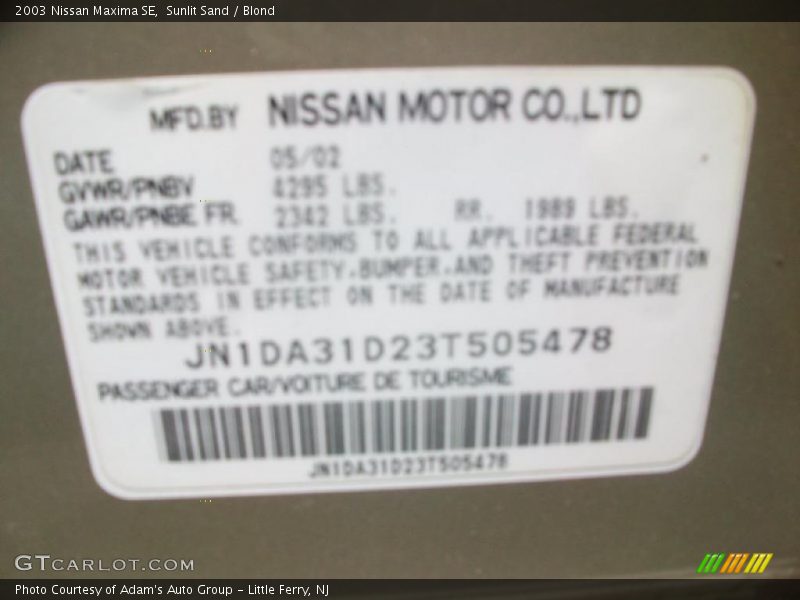 2003 Nissan Maxima SE,  Sunlit Sand / Blond
MFD.BY NISSAN MOTOR CO.,LTD
DATE 05/02
GVWR/PNBV 4295 LBS.
GAWR/PNBE FR. 2342 LBS. RR. 1989 LBS.
THIS VEHICLE CONFORMS TO ALL APPLICABLE FEDERAL
MOTOR VEHICLE SAFETY,BUMPER,AND THEFT PREVENTION
STANDARDS IN EFFECT ON THE DATE OF MANUFACTURE
SHOWN ABOVE.
JN1DA31D23T505478
PASSENGER CAR/VOITURE DE TOURISME
JN1DA31D23T505478
GTCARLOT.COM
Photo Courtesy of Adam's Auto Group - Little Ferry, NJ